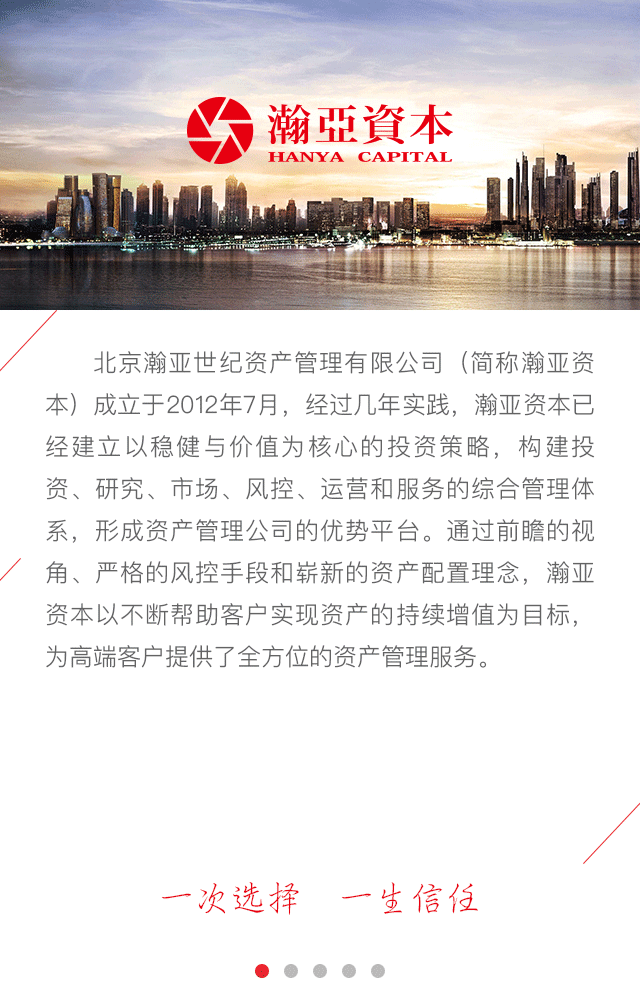 瀚亞資本
HANYA CAPITAL
北京瀚亚世纪资产管理有限公司（简称瀚亚资
本）成立于2012年7月，经过几年实践，瀚亚资本已
经建立以稳健与价值为核心的投资策略，构建投
资、研究、市场、风控、运营和服务的综合管理体
系，形成资产管理公司的优势平台。通过前瞻的视
角、严格的风控手段和崭新的资产配置理念，瀚亚
资本以不断帮助客户实现资产的持续增值为目标，
为高端客户提供了全方位的资产管理服务。
一次选择 一生信任